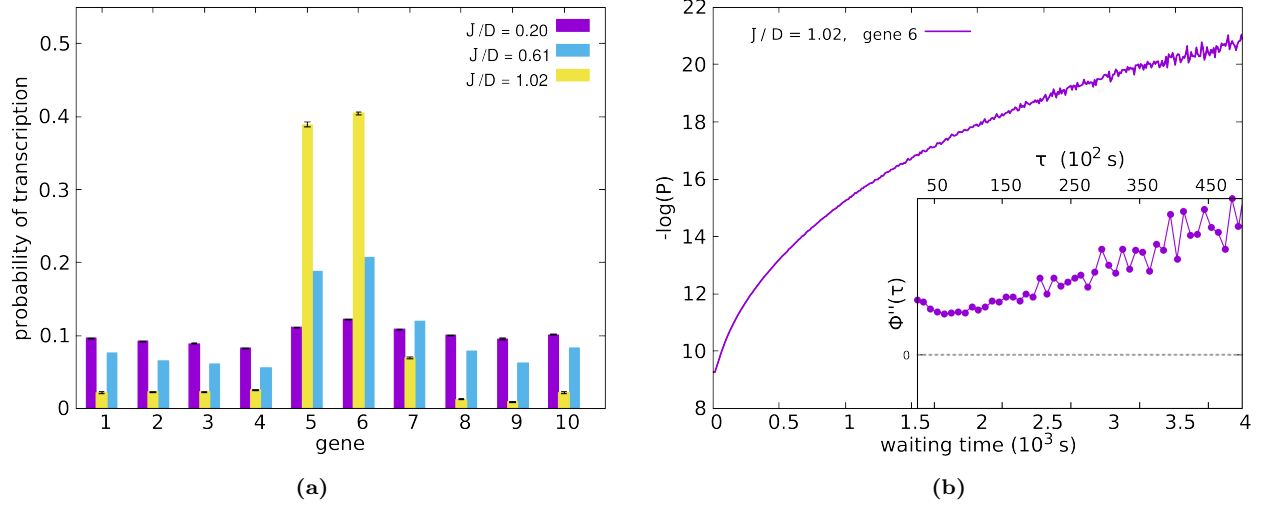 0.5
0.4
0.3
0.2
0.1
0
probability of transcription
J/D = 0.20
J/D = 0.61
J/D = 1.02
1 2 3 4 5 6 7 8 9 10
gene
(a)
22
20
18
16
14
12
10
8
-log(P)
J/D = 1.02, gene 6
τ (10² s)
50 150 250 350 450
Φ''(τ)
0
0 0.5 1 1.5 2 2.5 3 3.5 4
waiting time (10³ s)
(b)